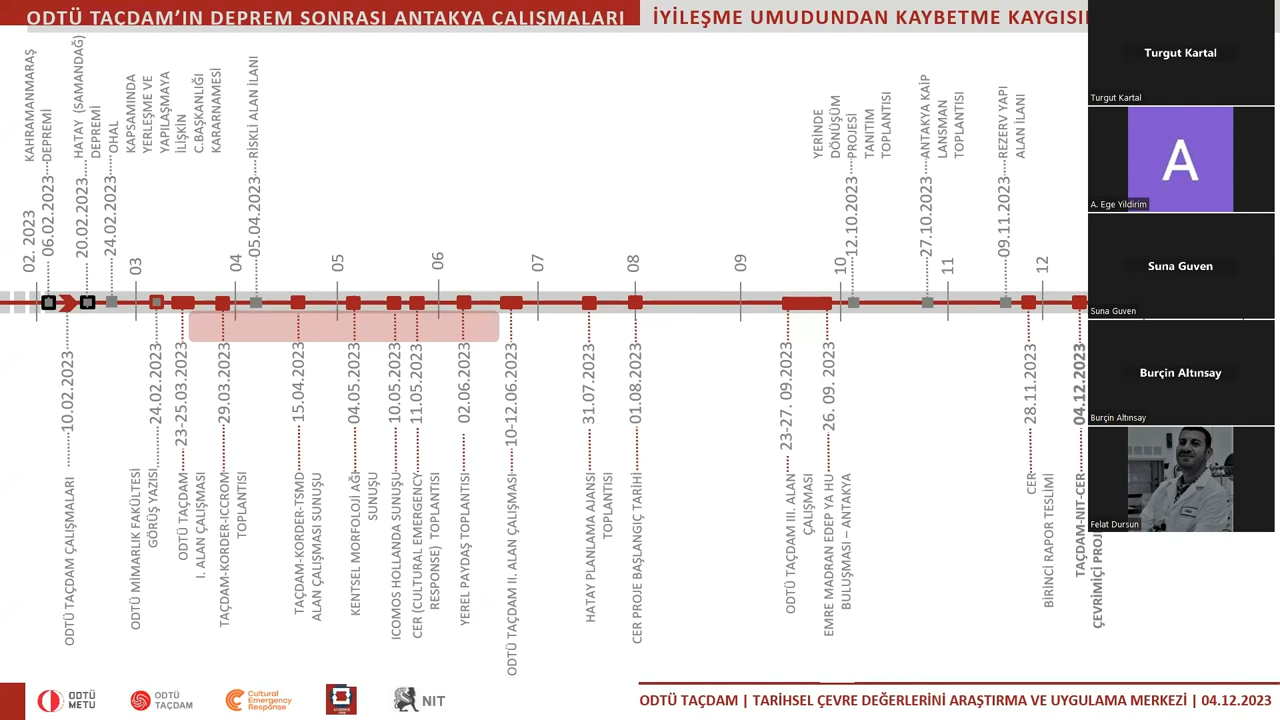 ODTÜ TAÇDAM'IN DEPREM SONRASI ANTAKYA ÇALIŞMALARI
İYİLEŞME UMUDUNDAN KAYBETME
02. 2023
06.02.2023
KAHRAMANMARAŞ
DEPREMİ
20.02.2023
HATAY (SAMANDAĞ)
DEPREMİ
24.02.2023
OHAL
KAPSAMINDA
YERLEŞME VE
YAPILAŞMAYA
İLİŞKİN
C.BAŞKANLIĞI
KARARNAMESİ
03
04
05.04.2023
RİSKLİ ALAN İLANI
05
06
07
08
09
10
12.10.2023
YERİNDE
DÖNÜŞÜM
PROJESİ
TANITIM
TOPLANTISI
27.10.2023
ANTAKYA KAİP
LANSMAN
TOPLANTISI
11
09.11.2023
REZERV YAPI
ALAN İLANI
12
10.02.2023
ODTÜ TAÇDAM ÇALIŞMALARI
24.02.2023
ODTÜ MİMARLIK FAKÜLTESİ
GÖRÜŞ YAZISI
23-25.03.2023
ODTÜ TAÇDAM
I. ALAN ÇALIŞMASI
29.03.2023
TAÇDAM-KORDER-ICCROM
TOPLANTISI
15.04.2023
TAÇDAM-KORDER-TSMD
ALAN ÇALIŞMASI SUNUŞU
04.05.2023
KENTSEL MORFOLOJİ AĞI
SUNUŞU
10.05.2023
ICOMOS HOLLANDA SUNUŞU
11.05.2023
CER (CULTURAL EMERGENCY
RESPONSE) TOPLANTISI
02.06.2023
YEREL PAYDAŞ TOPLANTISI
10-12.06.2023
ODTÜ TAÇDAM II. ALAN ÇALIŞMASI
31.07.2023
HATAY PLANLAMA AJANSI
TOPLANTISI
01.08.2023
CER PROJE BAŞLANGIÇ TARİHİ
23-27. 09.2023
ODTÜ TAÇDAM III. ALAN
ÇALIŞMASI
26. 09. 2023
EMRE MADRAN EDEP YA HU
BULUŞMASI – ANTAKYA
28.11.2023
CER
BİRİNCİ RAPOR TESLİMİ
04.12.2023
TAÇDAM-NIT-CER
ÇEVRİMİÇİ
Turgut Kartal
Turgut Kartal
A
A. Ege Yildirim
Suna Guven
Suna Guven
Burçin Altınsay
Burçin Altınsay
Felat Dursun
ODTÜ
METU
ODTÜ
TAÇDAM
Cultural
Emergency
Response
NIT
ODTÜ TAÇDAM | TARİHSEL ÇEVRE DEĞERLERİNİ ARAŞTIRMA VE UYGULAMA MERKEZİ | 04.12.2023